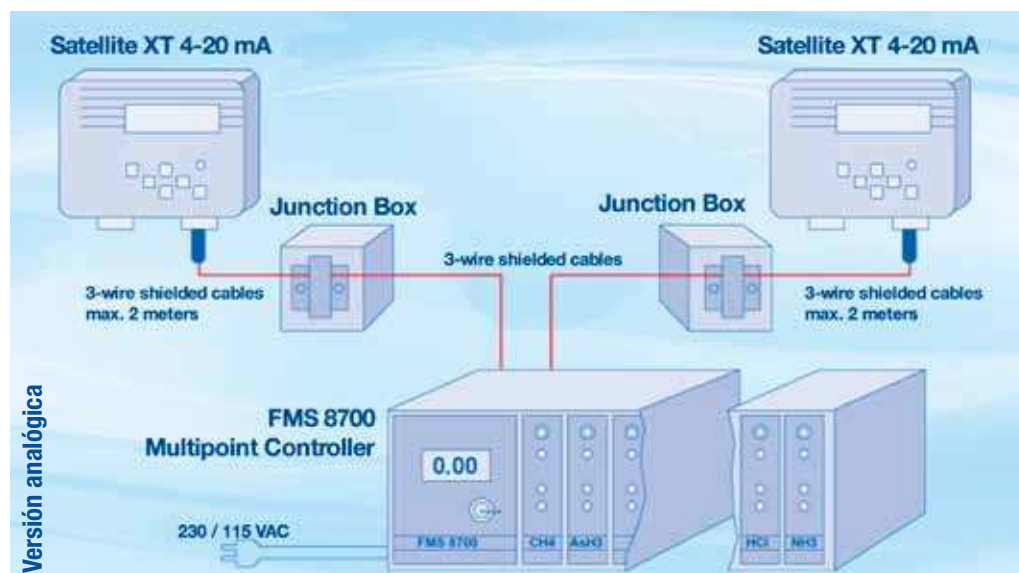 Satellite XT 4-20 mA
Satellite XT 4-20 mA
Junction Box
Junction Box
3-wire shielded cables
3-wire shielded cables
max. 2 meters
3-wire shielded cables
max. 2 meters
FMS 8700
Multipoint Controller
0.00
230 / 115 VAC
FMS 8700
CH4
AsH3
HCl
NH3
Versión analógica